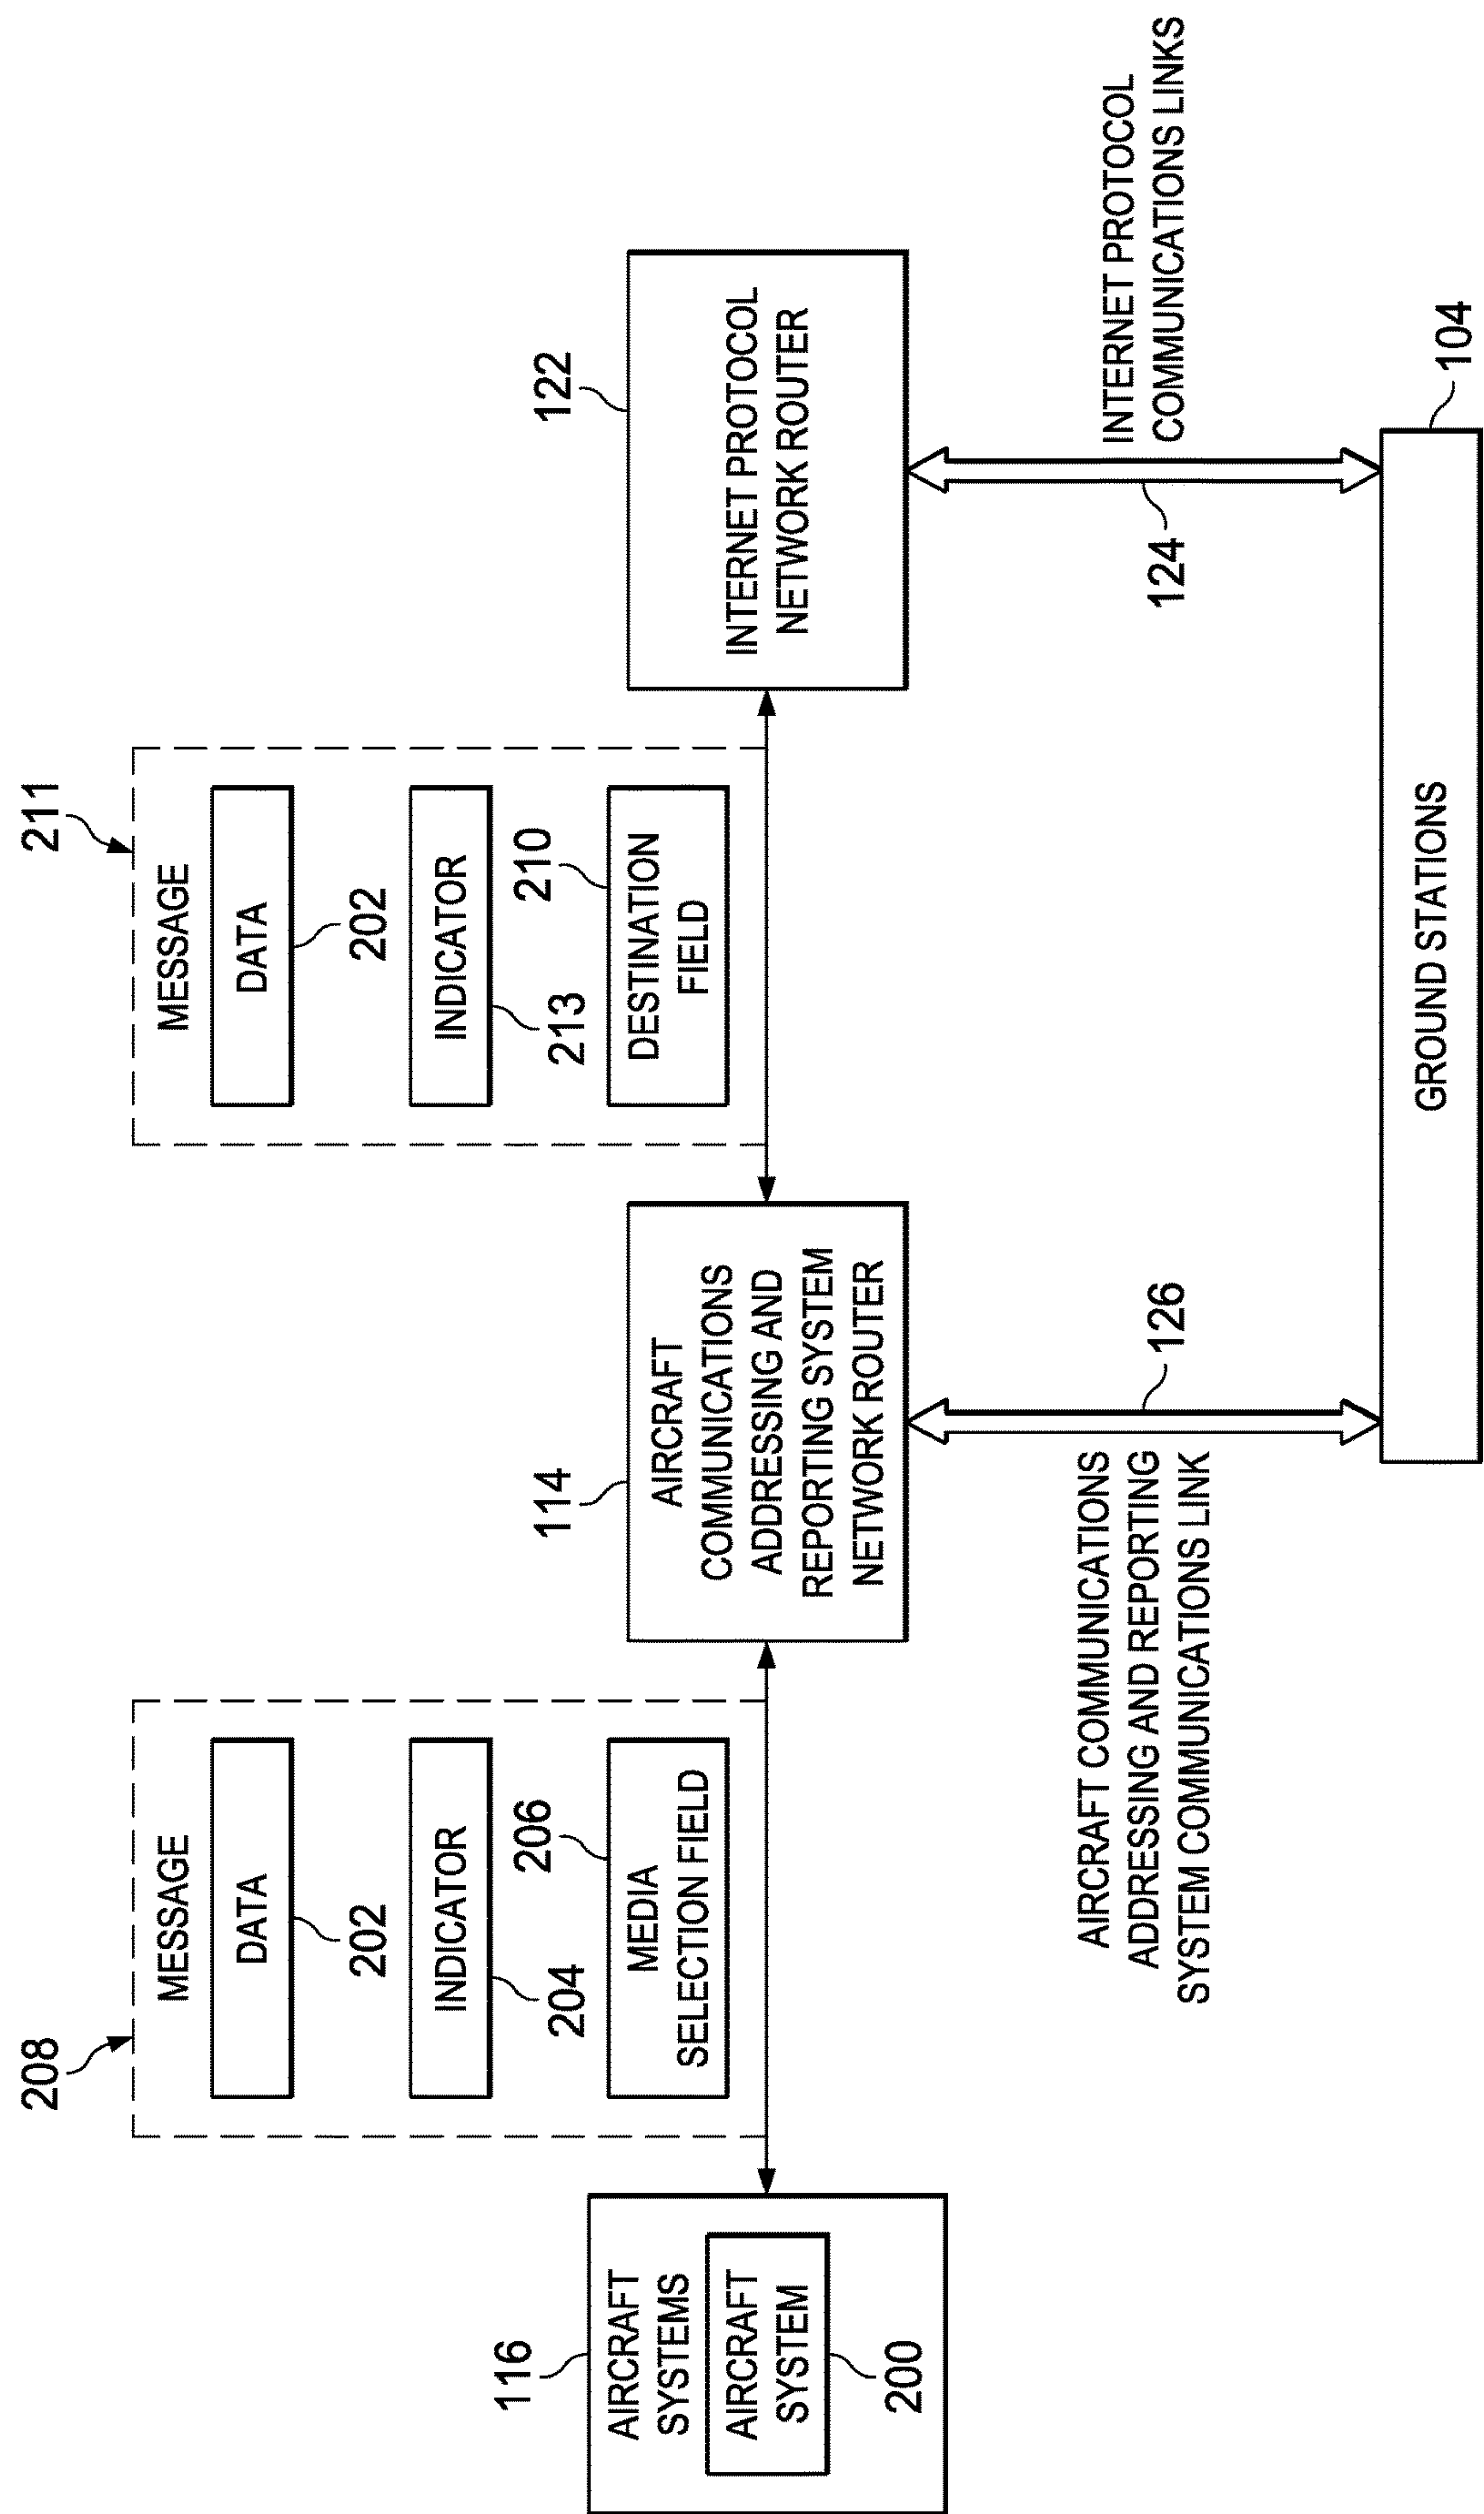 208
MESSAGE
DATA
202
INDICATOR
204
206
MEDIA
SELECTION FIELD
211
MESSAGE
DATA
202
INDICATOR
213
210
DESTINATION
FIELD
116
AIRCRAFT
SYSTEMS
AIRCRAFT
SYSTEM
200
114
AIRCRAFT
COMMUNICATIONS
ADDRESSING AND
REPORTING SYSTEM
NETWORK ROUTER
122
INTERNET PROTOCOL
NETWORK ROUTER
AIRCRAFT COMMUNICATIONS
ADDRESSING AND REPORTING
SYSTEM COMMUNICATIONS LINK
126
124
INTERNET PROTOCOL
COMMUNICATIONS LINKS
104
GROUND STATIONS